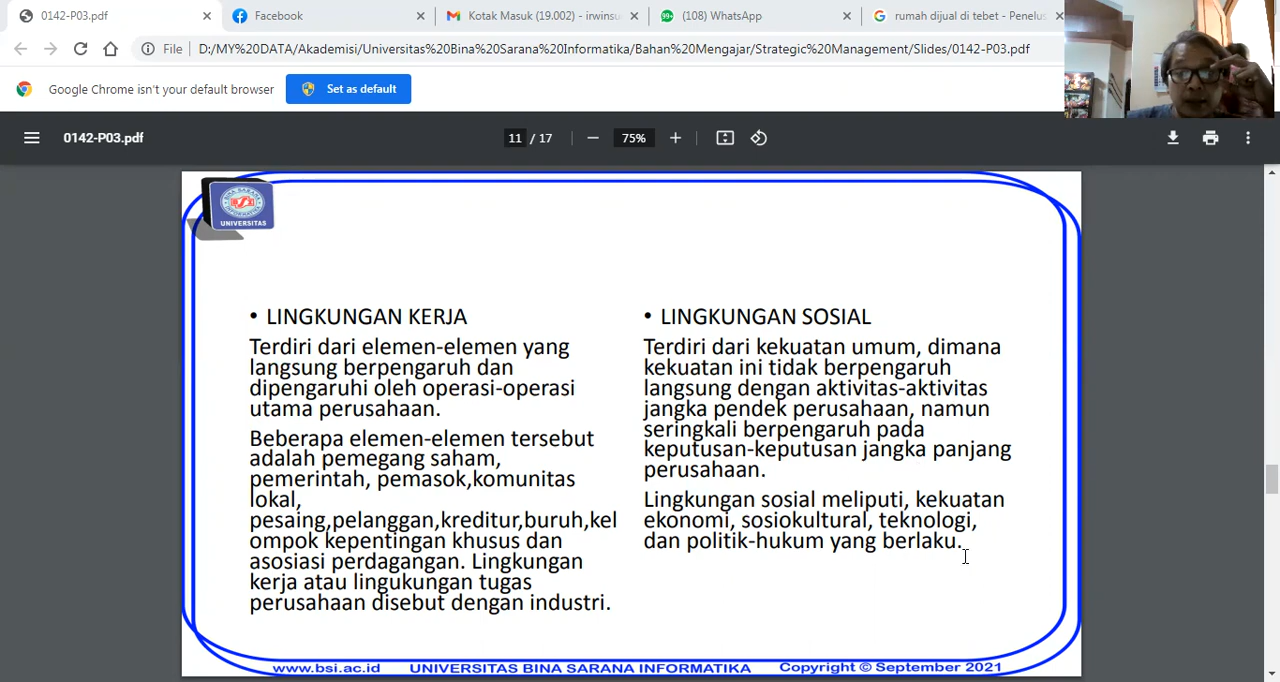 0142-P03.pdf
Facebook
Kotak Masuk (19.002) - irwinsu
99+
(108) WhatsApp
rumah dijual di tebet - Penelus
File
D:/MY%20DATA/Akademisi/Universitas%20Bina%20Sarana%20Informatika/Bahan%20Mengajar/Strategic%20Management/Slides/0142-P03.pdf
Google Chrome isn't your default browser
Set as default
0142-P03.pdf
11 / 17
75%
BINA SARANA
UNIVERSITAS
• LINGKUNGAN KERJA
Terdiri dari elemen-elemen yang
langsung berpengaruh dan
dipengaruhi oleh operasi-operasi
utama perusahaan.
Beberapa elemen-elemen tersebut
adalah pemegang saham,
pemerintah, pemasok,komunitas
lokal,
pesaing,pelanggan,kreditur,buruh,kel
ompok kepentingan khusus dan
asosiasi perdagangan. Lingkungan
kerja atau lingukungan tugas
perusahaan disebut dengan industri.
• LINGKUNGAN SOSIAL
Terdiri dari kekuatan umum, dimana
kekuatan ini tidak berpengaruh
langsung dengan aktivitas-aktivitas
jangka pendek perusahaan, namun
seringkali berpengaruh pada
keputusan-keputusan jangka panjang
perusahaan.
Lingkungan sosial meliputi, kekuatan
ekonomi, sosiokultural, teknologi,
dan politik-hukum yang berlaku.
www.bsi.ac.id
UNIVERSITAS BINA SARANA INFORMATIKA
Copyright © September 2021